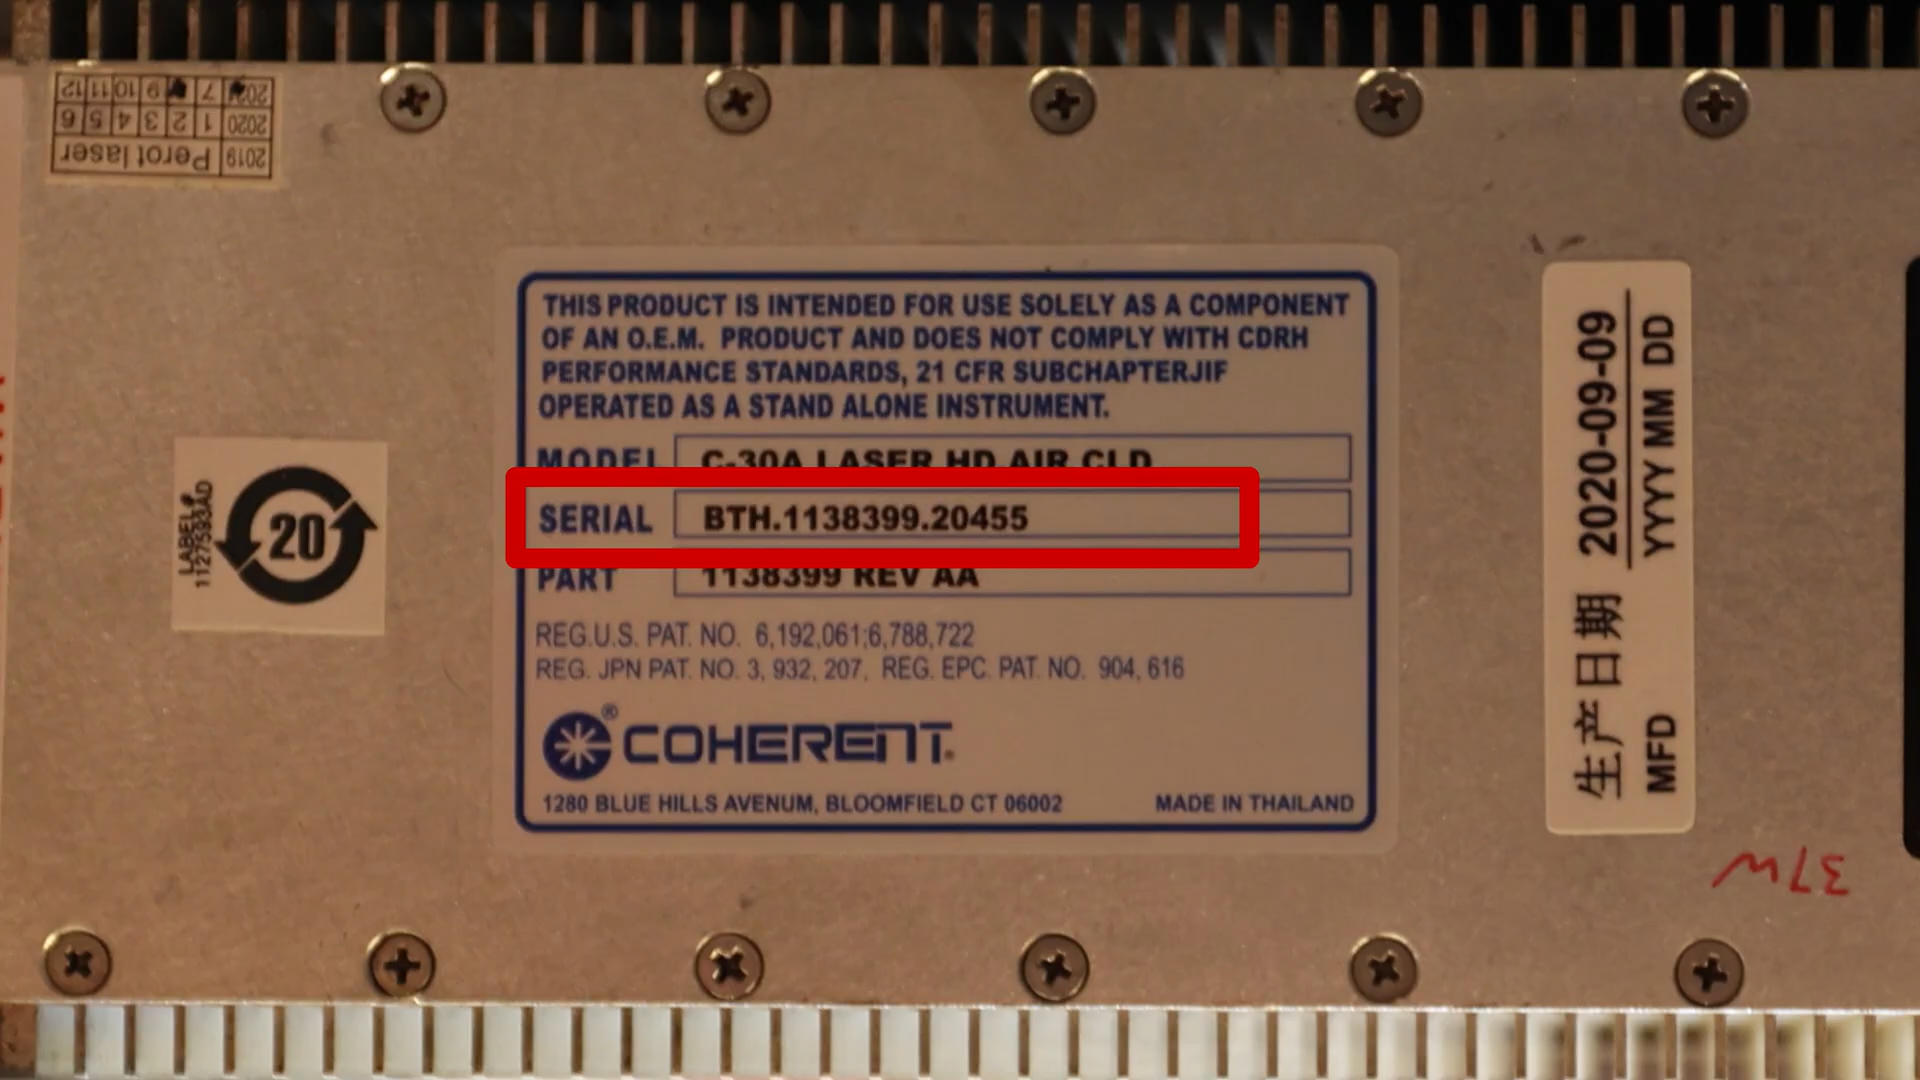 2019 Perot laser
2020 1 2 3 4 5 6
2021 7 9 10 11 12
THIS PRODUCT IS INTENDED FOR USE SOLELY AS A COMPONENT
OF AN O.E.M. PRODUCT AND DOES NOT COMPLY WITH CDRH
PERFORMANCE STANDARDS, 21 CFR SUBCHAPTERJIF
OPERATED AS A STAND ALONE INSTRUMENT.
MODEL C-30A LASER HD,AIR CLD
SERIAL BTH.1138399.20455
PART 1138399 REV AA
REG.U.S. PAT. NO. 6,192,061;6,788,722
REG. JPN PAT. NO. 3, 932, 207, REG. EPC. PAT. NO. 904, 616
COHERENT®
1280 BLUE HILLS AVENUM, BLOOMFIELD CT 06002 MADE IN THAILAND
LABEL#
1127593AD
20
生产日期 2020-09-09
MFD YYYY MM DD
37W